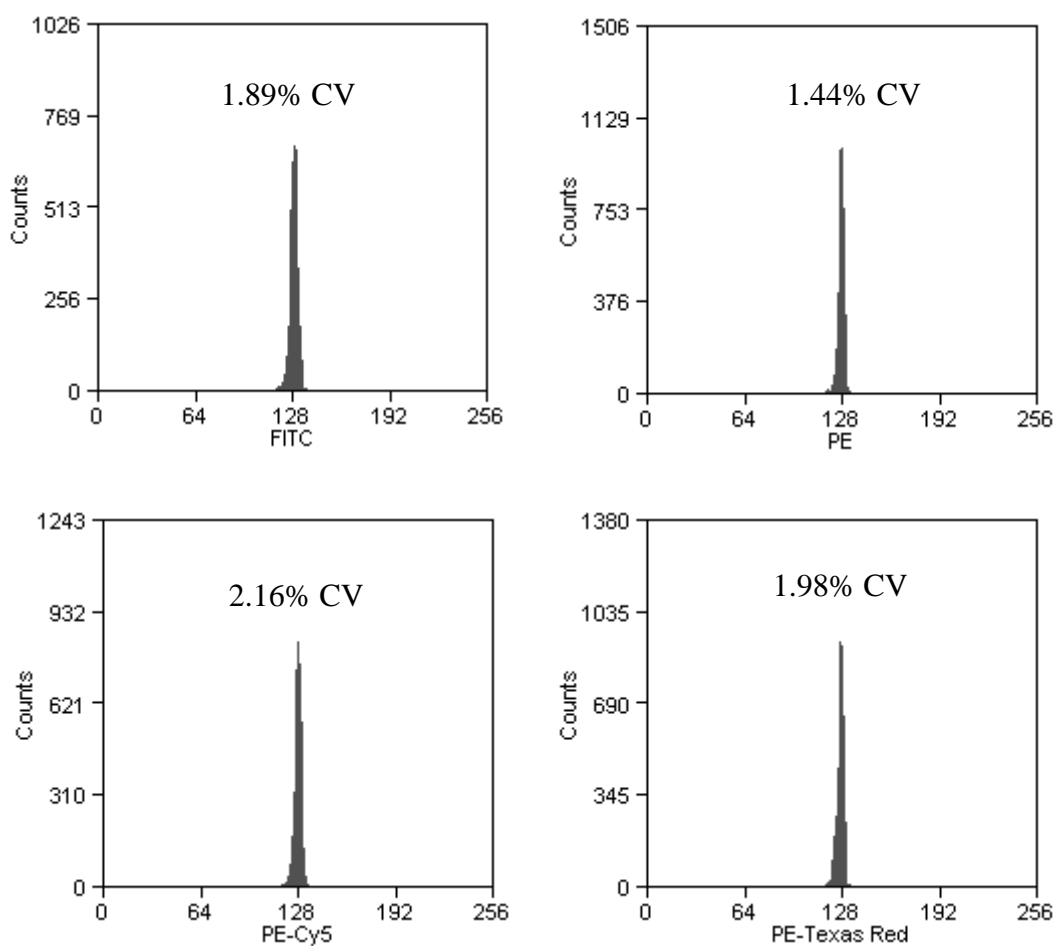 1026
1.89% CV
769
513
256
0
Counts
0 64 128 192 256
FITC
1506
1.44% CV
1129
753
376
0
Counts
0 64 128 192 256
PE
1243
2.16% CV
932
621
310
0
Counts
0 64 128 192 256
PE-Cy5
1380
1.98% CV
1035
690
345
0
Counts
0 64 128 192 256
PE-Texas Red